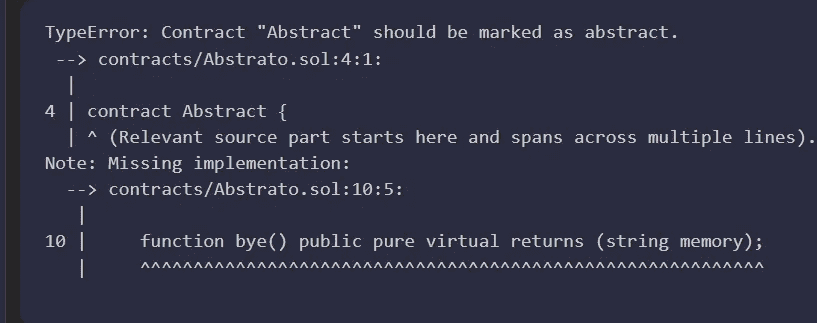 TypeError: Contract "Abstract" should be marked as abstract.
 --> contracts/Abstrato.sol:4:1:
  |
4 | contract Abstract {
  | ^ (Relevant source part starts here and spans across multiple lines).
Note: Missing implementation:
  --> contracts/Abstrato.sol:10:5:
   |
10 |     function bye() public pure virtual returns (string memory);
   |     ^^^^^^^^^^^^^^^^^^^^^^^^^^^^^^^^^^^^^^^^^^^^^^^^^^^^^^^^^^^